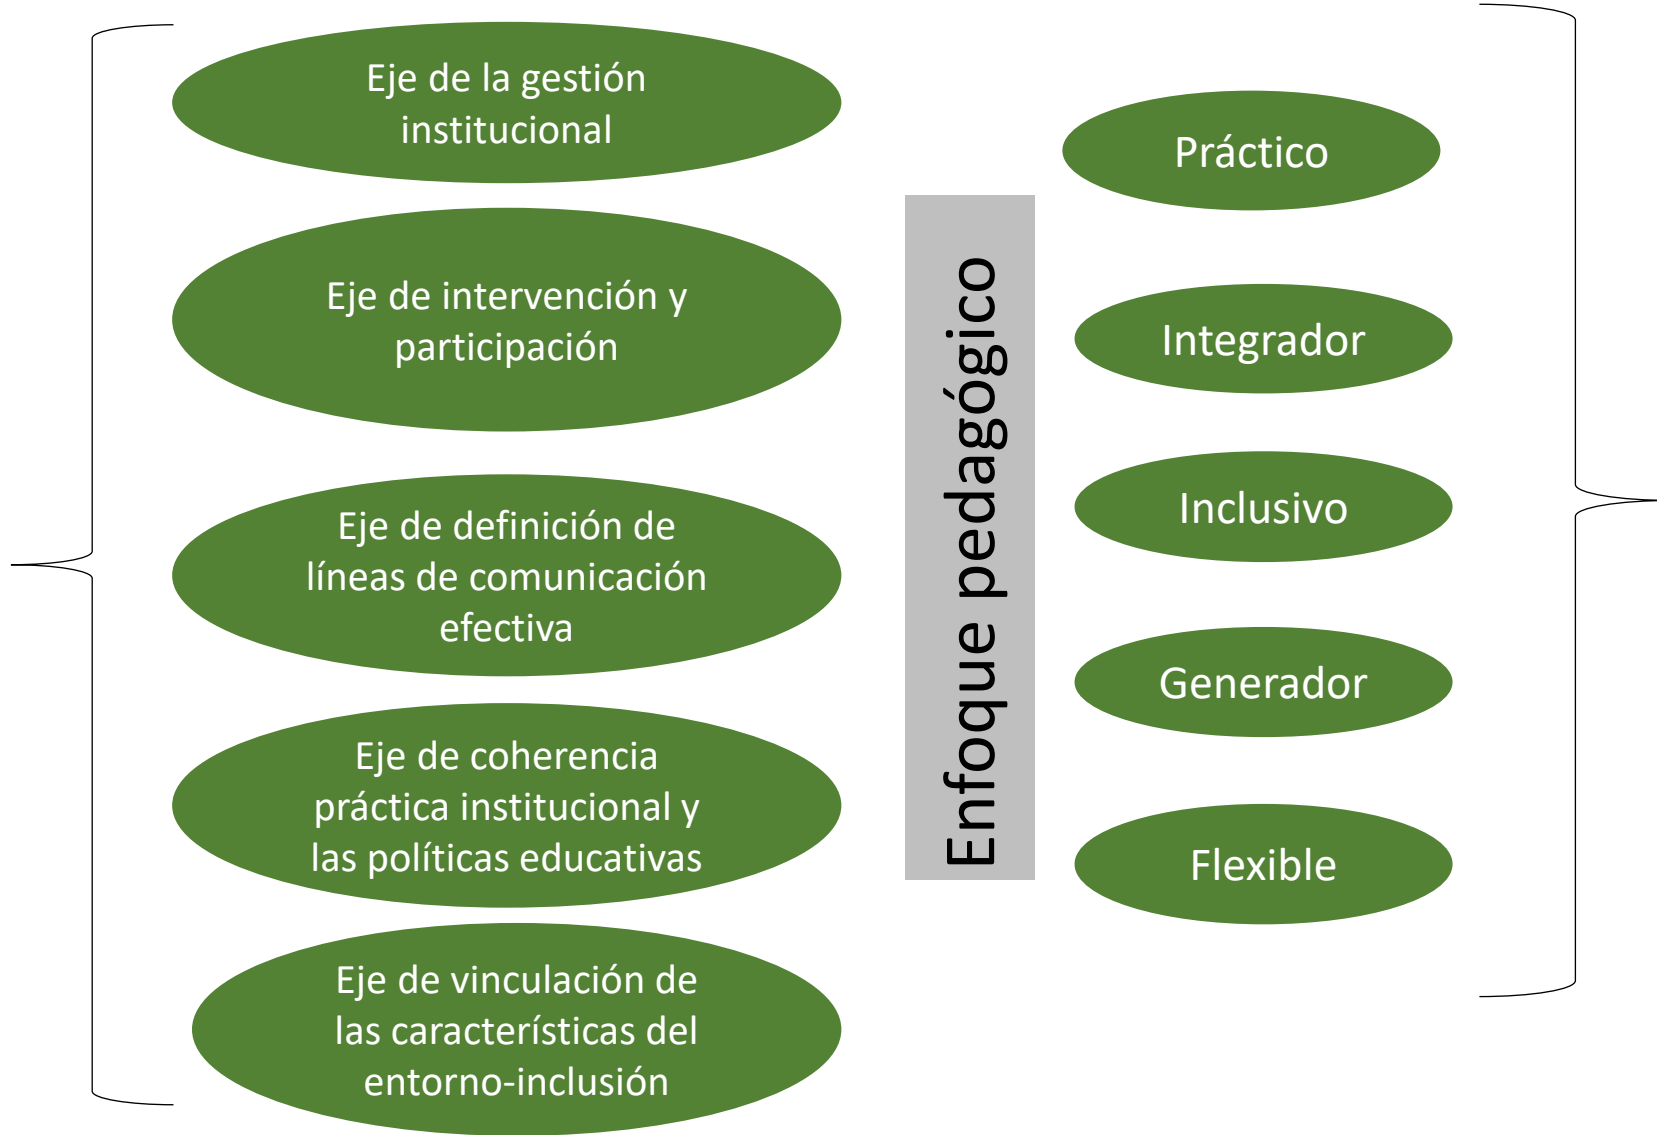 Eje de la gestión
institucional
Eje de intervención y
participación
Eje de definición de
líneas de comunicación
efectiva
Eje de coherencia
práctica institucional y
las políticas educativas
Eje de vinculación de
las características del
entorno-inclusión
Enfoque pedagógico
Práctico
Integrador
Inclusivo
Generador
Flexible